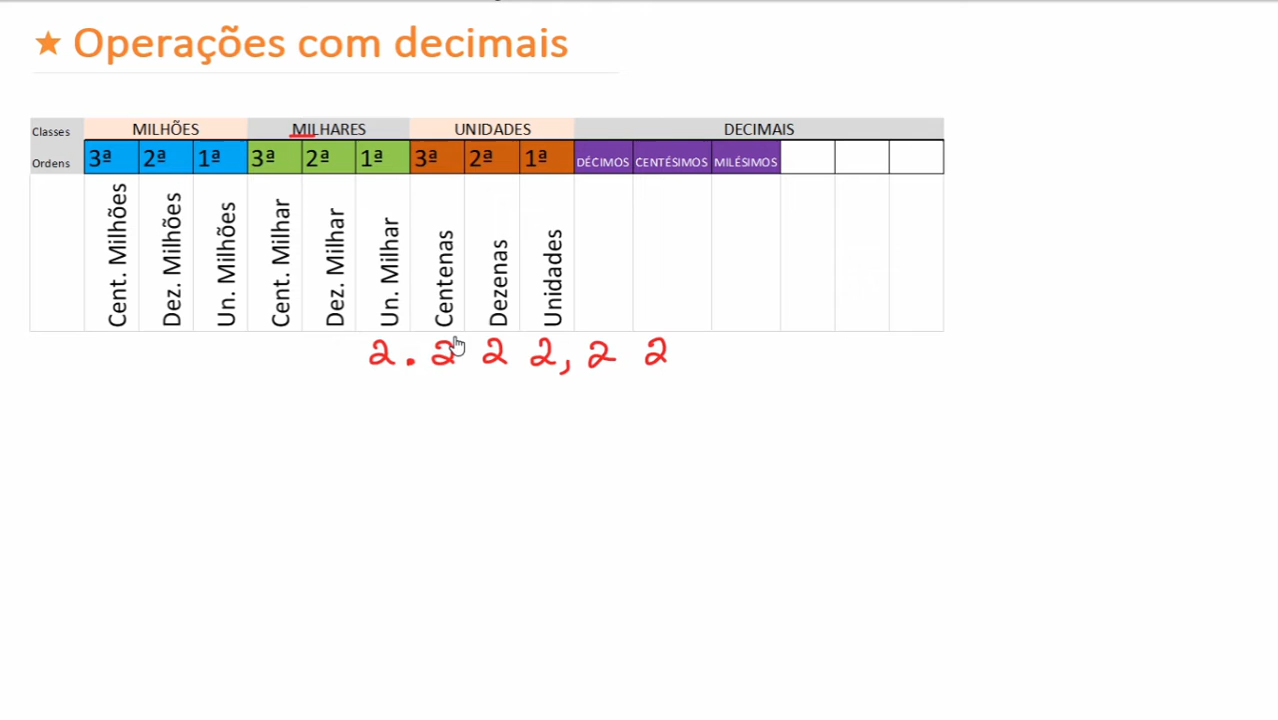 Operações com decimais
Classes MILHÕES MILHARES UNIDADES DECIMAIS
Ordens 3ª 2ª 1ª 3ª 2ª 1ª 3ª 2ª 1ª DÉCIMOS CENTÉSIMOS MILÉSIMOS
Cent. Milhões Dez. Milhões Un. Milhões Cent. Milhar Dez. Milhar Un. Milhar Centenas Dezenas Unidades
2.222,22